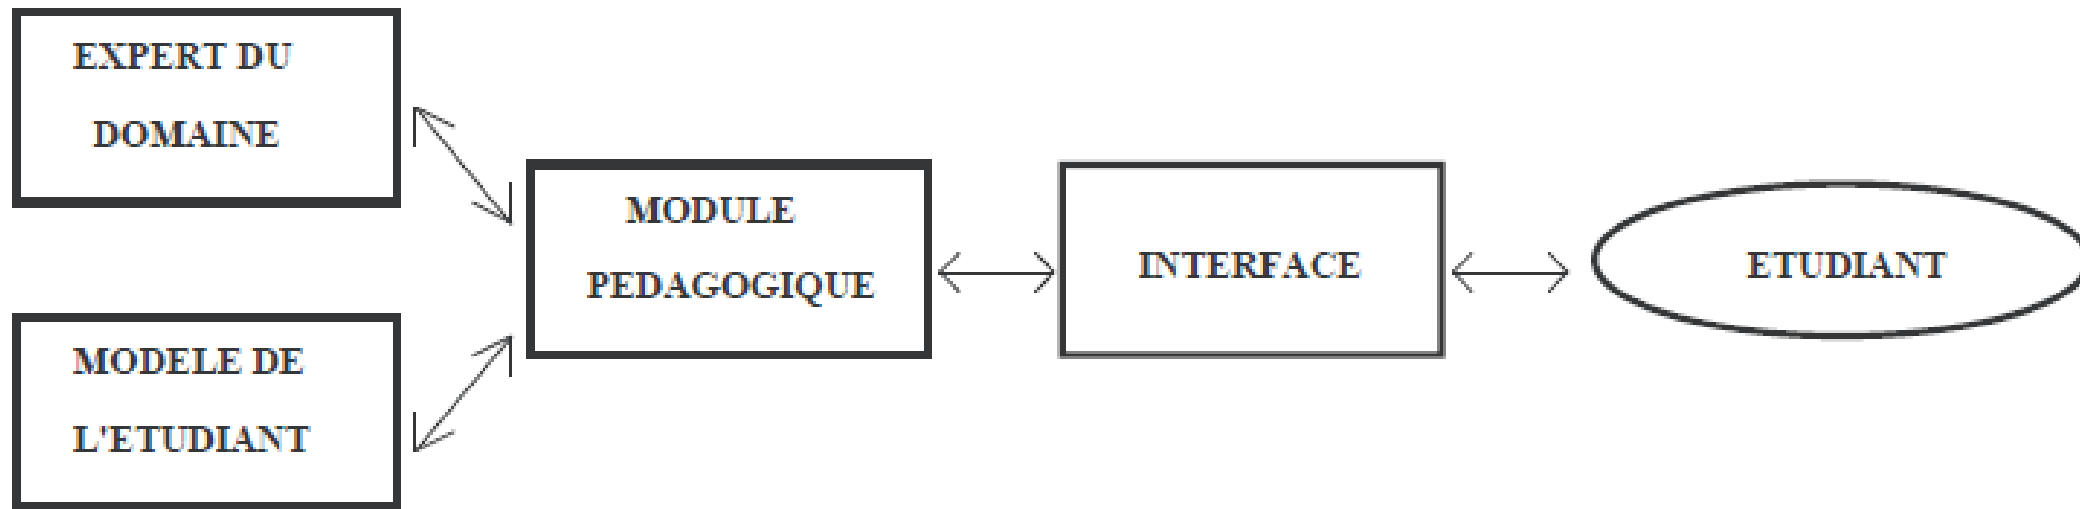 EXPERT DU
DOMAINE
MODELE DE
L'ETUDIANT
MODULE
PEDAGOGIQUE
INTERFACE
ETUDIANT